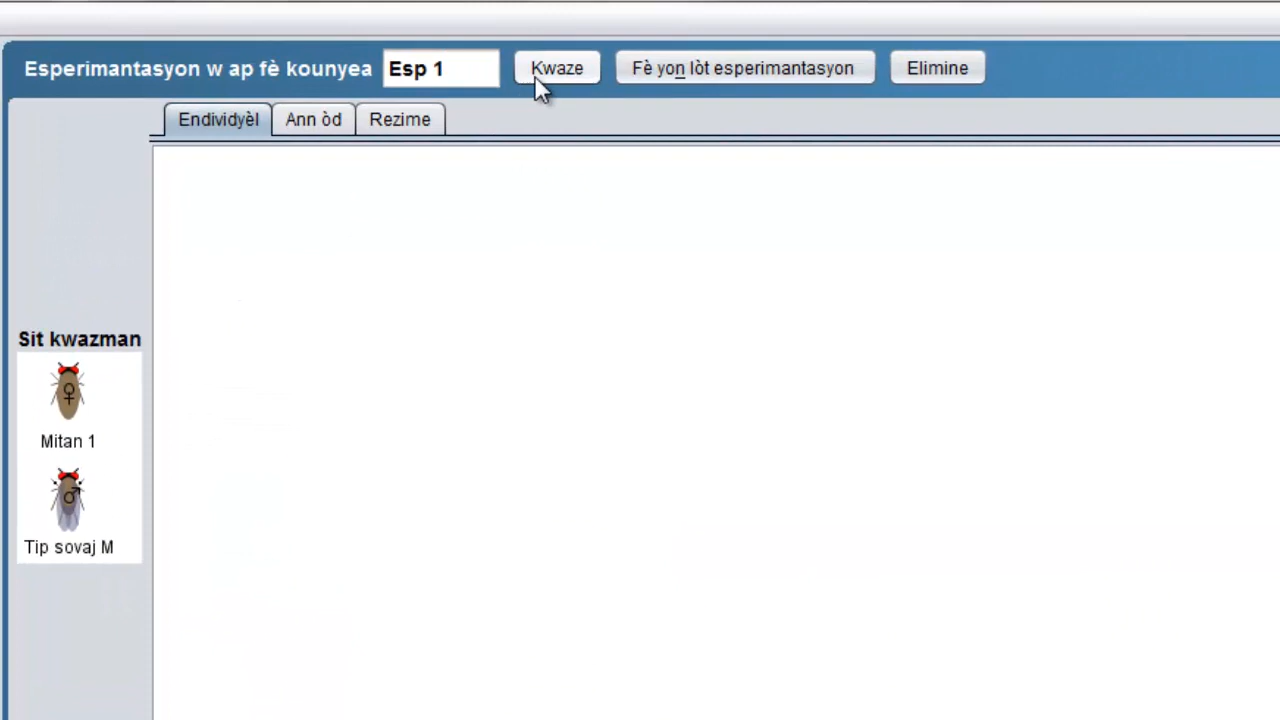 Esperimantasyon w ap fè kounyea Esp 1 Kwaze Fè yon lòt esperimantasyon Elimine
Endividyèl Ann òd Rezime
Sit kwazman
Mitan 1
Tip sovaj M